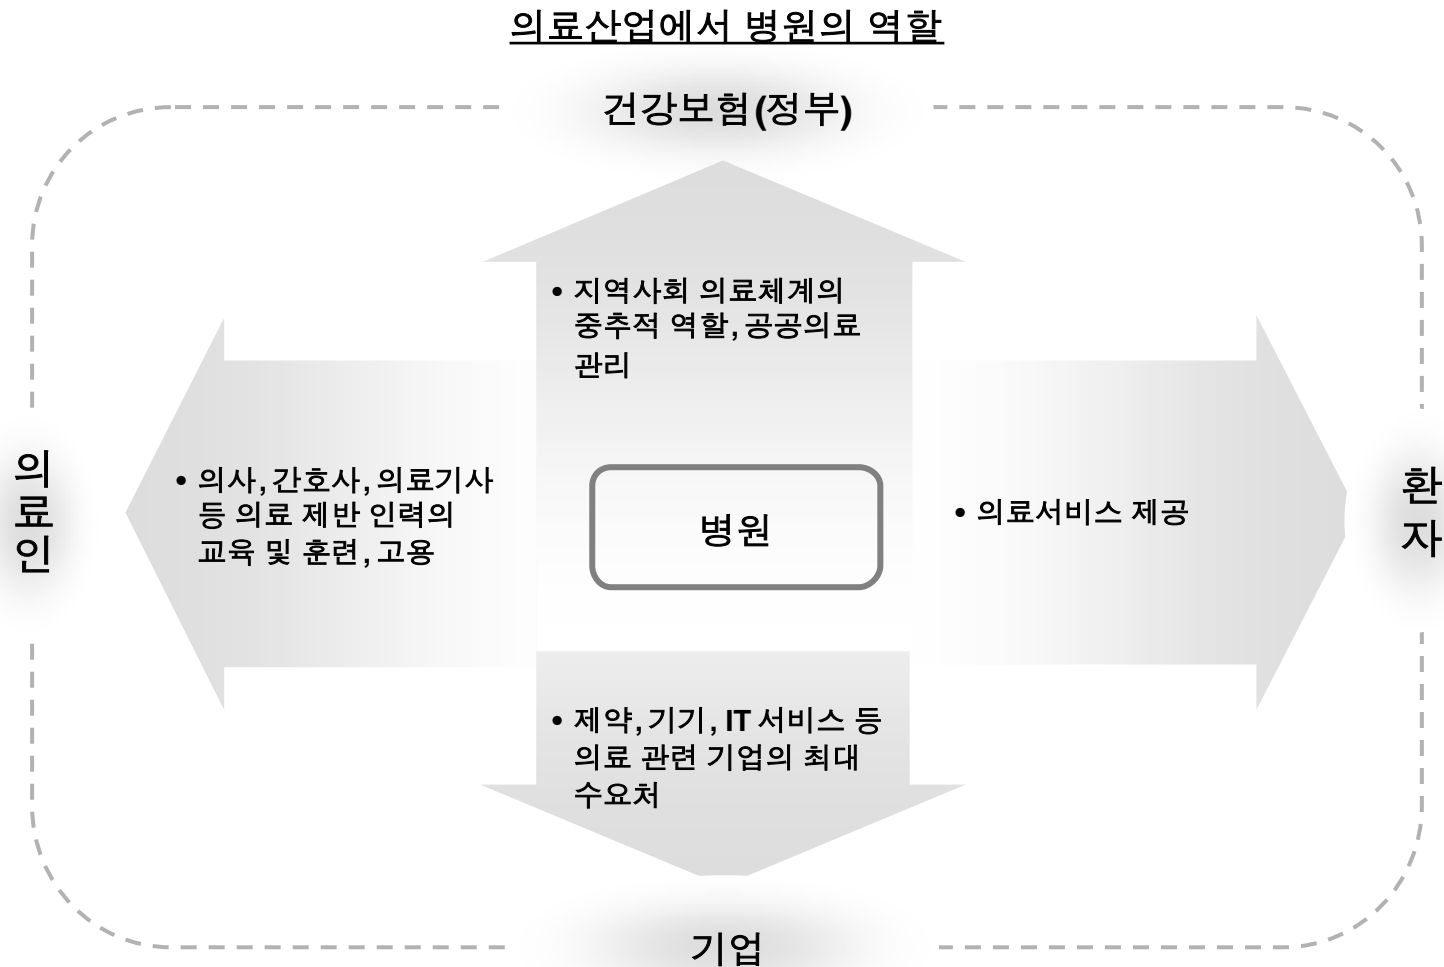 의료산업에서 병원의 역할
건강보험(정부)
• 지역사회 의료체계의
중추적 역할, 공공의료
관리
의
료
인
• 의사, 간호사, 의료기사
등 의료 제반 인력의
교육 및 훈련, 고용
병원
• 의료서비스 제공
환
자
• 제약, 기기, IT 서비스 등
의료 관련 기업의 최대
수요처
기업